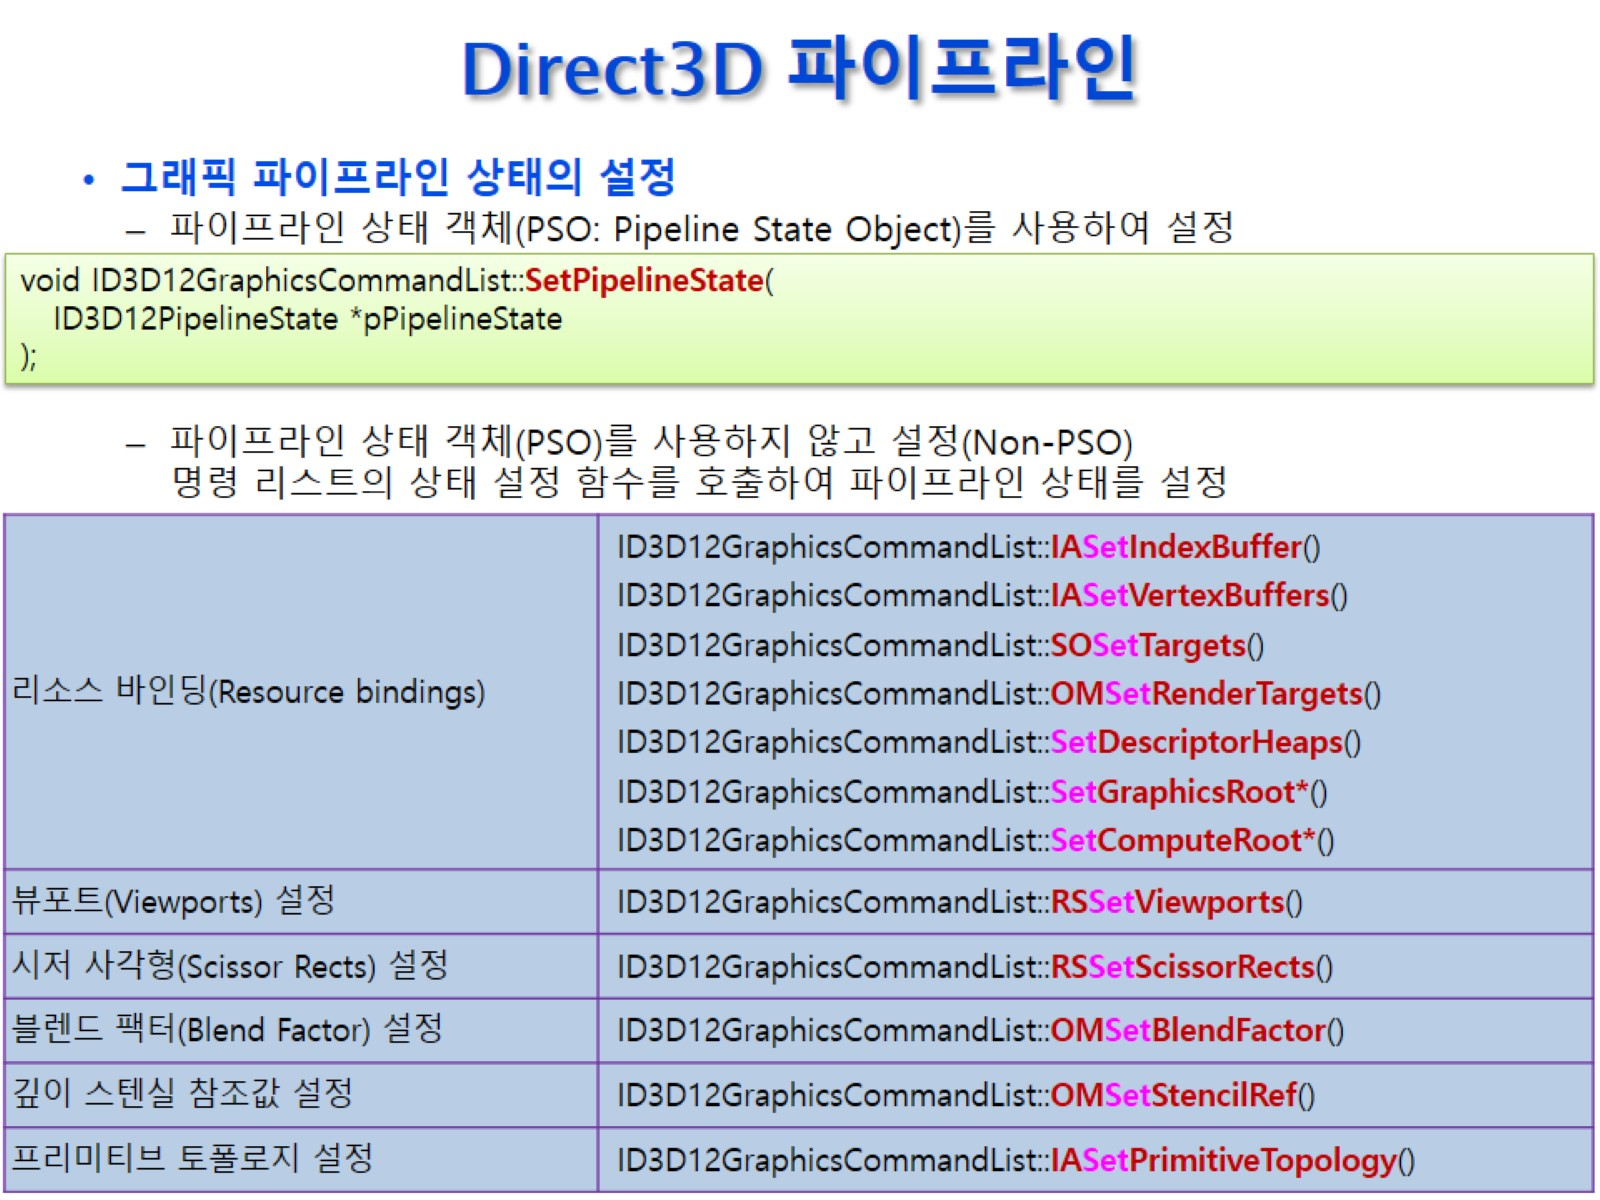 Direct3D 파이프라인
• 그래픽 파이프라인 상태의 설정
– 파이프라인 상태 객체(PSO: Pipeline State Object)를 사용하여 설정
void ID3D12GraphicsCommandList::SetPipelineState(
ID3D12PipelineState *pPipelineState
);
– 파이프라인 상태 객체(PSO)를 사용하지 않고 설정(Non-PSO)
명령 리스트의 상태 설정 함수를 호출하여 파이프라인 상태를 설정
리소스 바인딩(Resource bindings)
ID3D12GraphicsCommandList::IASetIndexBuffer()
ID3D12GraphicsCommandList::IASetVertexBuffers()
ID3D12GraphicsCommandList::SOSetTargets()
ID3D12GraphicsCommandList::OMSetRenderTargets()
ID3D12GraphicsCommandList::SetDescriptorHeaps()
ID3D12GraphicsCommandList::SetGraphicsRoot*()
ID3D12GraphicsCommandList::SetComputeRoot*()
뷰포트(Viewports) 설정
ID3D12GraphicsCommandList::RSSetViewports()
시저 사각형(Scissor Rects) 설정
ID3D12GraphicsCommandList::RSSetScissorRects()
블렌드 팩터(Blend Factor) 설정
ID3D12GraphicsCommandList::OMSetBlendFactor()
깊이 스텐실 참조값 설정
ID3D12GraphicsCommandList::OMSetStencilRef()
프리미티브 토폴로지 설정
ID3D12GraphicsCommandList::IASetPrimitiveTopology()